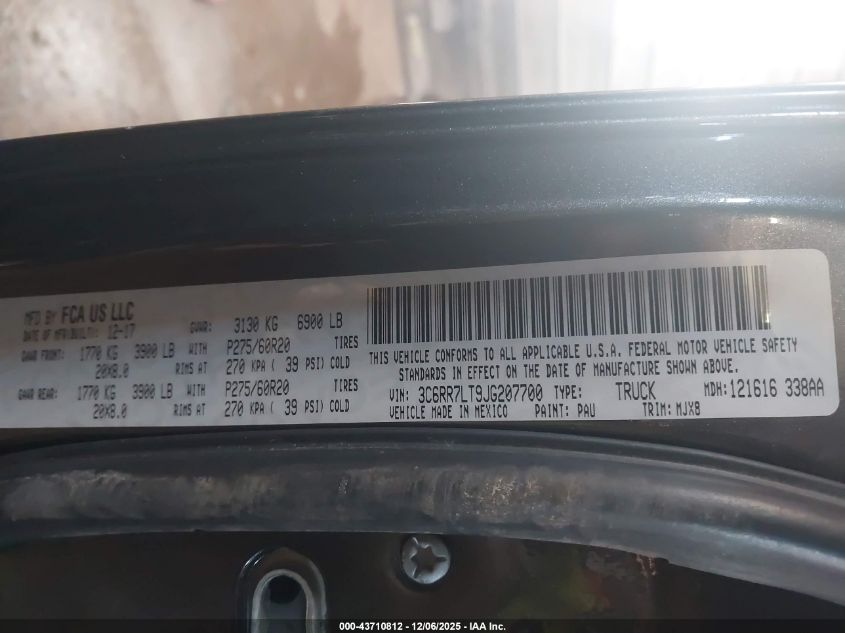 MFD BY FCA US LLC
DATE OF MFR(BUILT): 12-17 GVWR: 3130 KG 6900 LB
GAWR FRONT: 1770 KG 3900 LB WITH P275/60R20 TIRES
20X8.0 RIMS AT 270 KPA ( 39 PSI) COLD
GAWR REAR: 1770 KG 3900 LB WITH P275/60R20 TIRES
20X8.0 RIMS AT 270 KPA ( 39 PSI) COLD
THIS VEHICLE CONFORMS TO ALL APPLICABLE U.S.A. FEDERAL MOTOR VEHICLE SAFETY
STANDARDS IN EFFECT ON THE DATE OF MANUFACTURE SHOWN ABOVE.
VIN: 3C6RR7LT9JG207700 TYPE: TRUCK MDH:121616 338AA
VEHICLE MADE IN MEXICO PAINT: PAU TRIM: MJX8
000-43710812 - 12/06/2025 - IAA Inc.